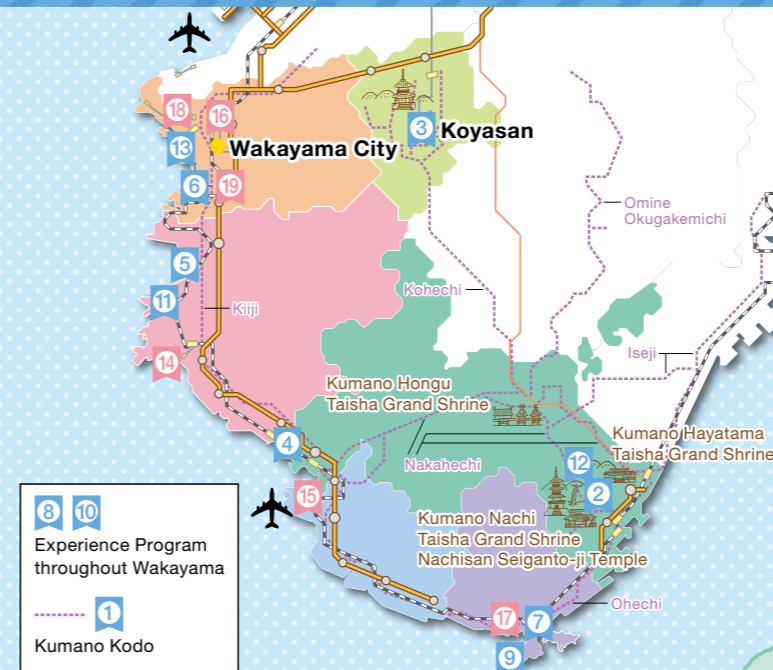 18
16
3
Koyasan
13
Wakayama City
6
19
Omine
Okugakemichi
5
Kohechi
11
Kiiji
Iseji
14
Kumano Hongu
Taisha Grand Shrine
Kumano Hayatama
Taisha Grand Shrine
4
Nakahechi
12
2
15
Kumano Nachi
Taisha Grand Shrine
Nachisan Seiganto-ji Temple
8 10
Experience Program
throughout Wakayama
1
Kumano Kodo
Ohechi
17
7
9